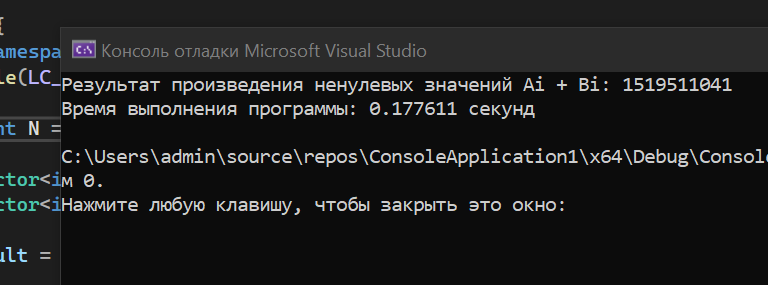 {
amespa
le(LC_
nt N =
ctor<i
ctor<i
ult =
C:\ Консоль отладки Microsoft Visual Studio
Результат произведения ненулевых значений Ai + Bi: 1519511041
Время выполнения программы: 0.177611 секунд
C:\Users\admin\source\repos\ConsoleApplication1\x64\Debug\Consol
м 0.
Нажмите любую клавишу, чтобы закрыть это окно: